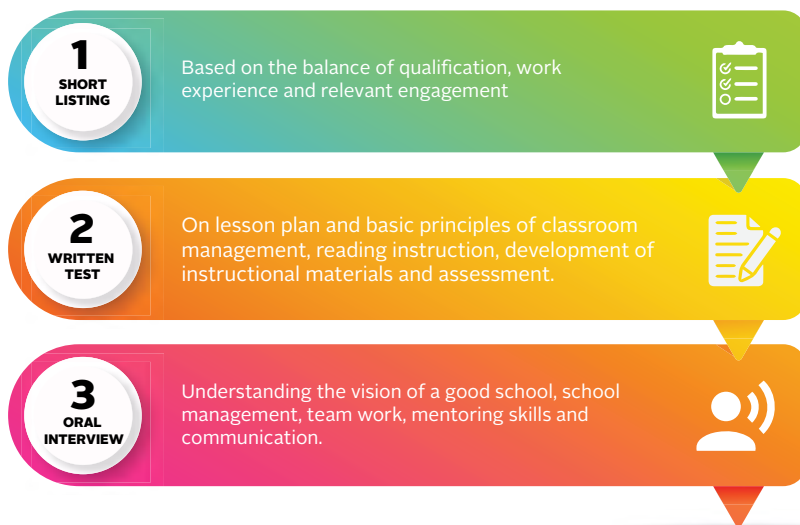 1
SHORT
LISTING
Based on the balance of qualification, work
experience and relevant engagement
2
WRITTEN
TEST
On lesson plan and basic principles of classroom
management, reading instruction, development of
instructional materials and assessment.
3
ORAL
INTERVIEW
Understanding the vision of a good school, school
management, team work, mentoring skills and
communication.